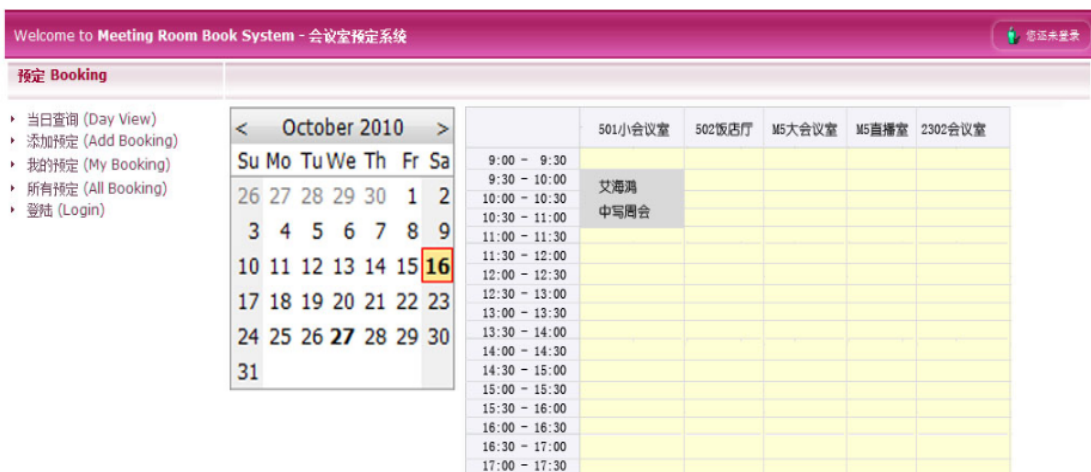 Welcome to Meeting Room Book System - 会议室预定系统
您还未登录
预定 Booking
当日查询 (Day View)
添加预定 (Add Booking)
我的预定 (My Booking)
所有预定 (All Booking)
登陆 (Login)
< October 2010 >
Su Mo Tu We Th Fr Sa
26 27 28 29 30 1 2
3 4 5 6 7 8 9
10 11 12 13 14 15 16
17 18 19 20 21 22 23
24 25 26 27 28 29 30
31
501小会议室 502饭店厅 M5大会议室 M5直播室 2302会议室
9:00 - 9:30
9:30 - 10:00
10:00 - 10:30
10:30 - 11:00
11:00 - 11:30
11:30 - 12:00
12:00 - 12:30
12:30 - 13:00
13:00 - 13:30
13:30 - 14:00
14:00 - 14:30
14:30 - 15:00
15:00 - 15:30
15:30 - 16:00
16:00 - 16:30
16:30 - 17:00
17:00 - 17:30
艾海鸿
中写周会